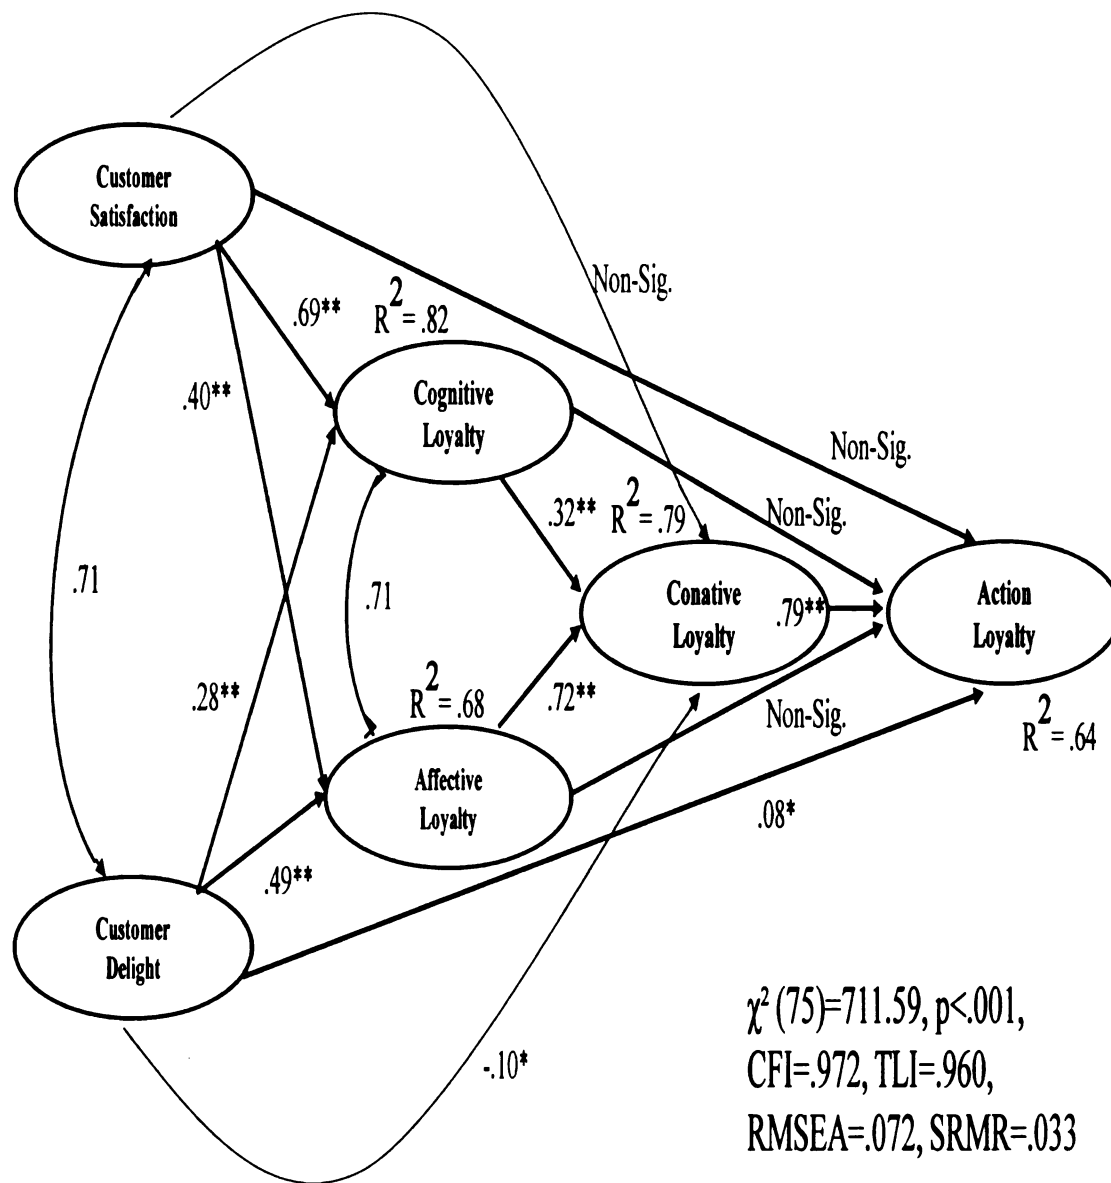 Customer
Satisfaction
Non-Sig.
.69**
R² = .82
.40**
Cognitive
Loyalty
Non-Sig.
Non-Sig.
.32**
R² = .79
.71
.71
Conative
Loyalty
.79**
Action
Loyalty
.28**
R² = .68
.72**
Non-Sig.
R² = .64
Affective
Loyalty
.08*
.49**
Customer
Delight
-.10*
χ² (75)=711.59, p<.001,
CFI=.972, TLI=.960,
RMSEA=.072, SRMR=.033